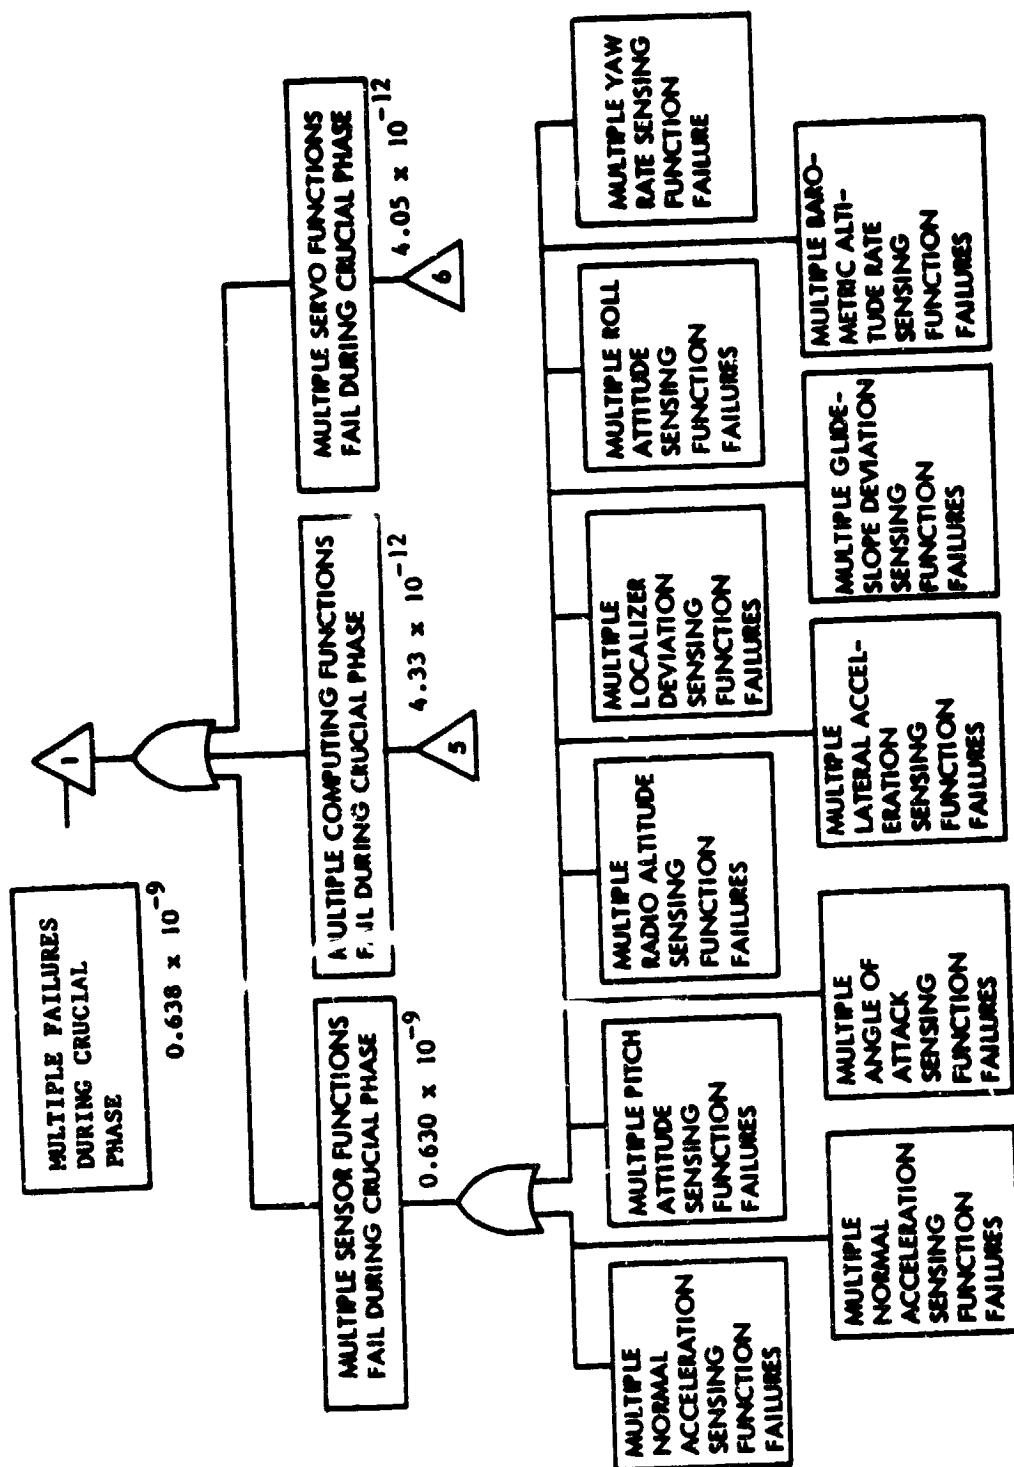 MULTIPLE FAILURES
DURING CRUCIAL
PHASE
0.638 x 10-9
1
MULTIPLE SENSOR FUNCTIONS
FAIL DURING CRUCIAL PHASE
0.630 x 10-9
MULTIPLE COMPUTING FUNCTIONS
FAIL DURING CRUCIAL PHASE
4.33 x 10-12
5
MULTIPLE SERVO FUNCTIONS
FAIL DURING CRUCIAL PHASE
4.05 x 10-12
6
MULTIPLE
NORMAL
ACCELERATION
SENSING
FUNCTION
FAILURES
MULTIPLE PITCH
ATTITUDE
SENSING
FUNCTION
FAILURES
MULTIPLE
RADIO ALTITUDE
SENSING
FUNCTION
FAILURES
MULTIPLE
LOCALIZER
DEVIATION
SENSING
FUNCTION
FAILURES
MULTIPLE ROLL
ATTITUDE
SENSING
FUNCTION
FAILURES
MULTIPLE YAW
RATE SENSING
FUNCTION
FAILURE
MULTIPLE
NORMAL
ACCELERATION
SENSING
FUNCTION
FAILURES
MULTIPLE
ANGLE OF
ATTACK
SENSING
FUNCTION
FAILURES
MULTIPLE
LATERAL ACCEL-
ERATION
SENSING
FUNCTION
FAILURES
MULTIPLE GLIDE-
SLOPE DEVIATION
SENSING
FUNCTION
FAILURES
MULTIPLE BARO-
METRIC ALTI-
TUDE RATE
SENSING
FUNCTION
FAILURES